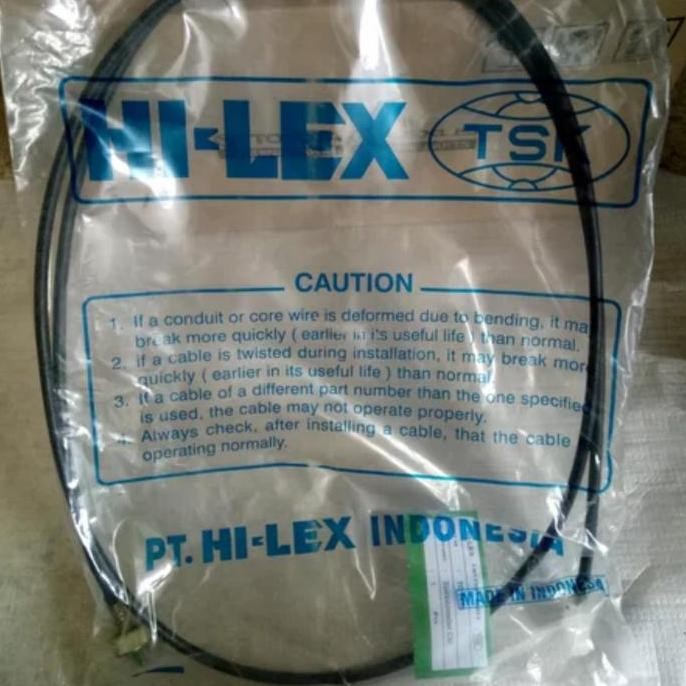 HI-LEX TSK
CAUTION
1. If a conduit or core wire is deformed due to bending, it may
break more quickly ( earlier in its useful life ) than normal.
2. if a cable is twisted during installation, it may break more
quickly ( earlier in its useful life ) than normal.
3. If a cable of a different part number than the one specified
is used, the cable may not operate properly.
4. Always check, after installing a cable, that the cable
operating normally.
PT. HI-LEX INDONESIA
MADE IN INDONESIA